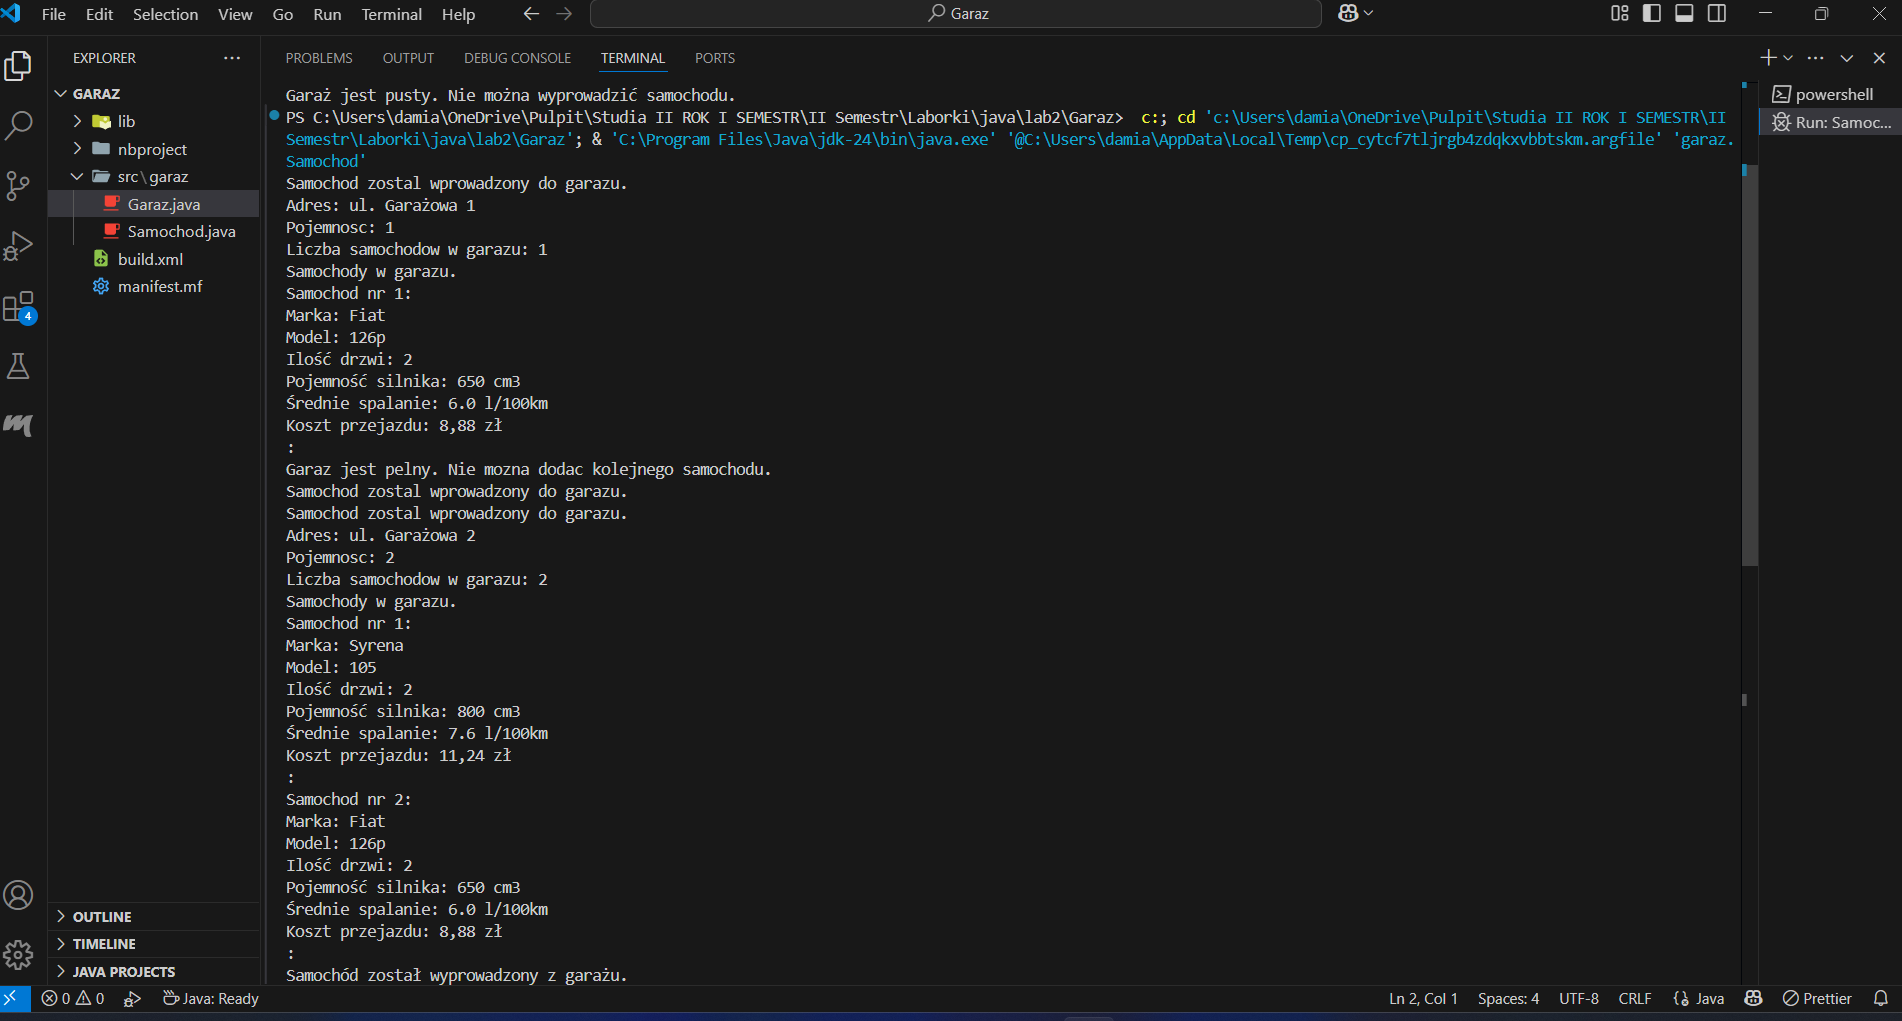 File Edit Selection View Go Run Terminal Help
Garaz
EXPLORER
GARAZ
lib
nbproject
src\garaz
Garaz.java
Samochod.java
build.xml
manifest.mf
4
OUTLINE
TIMELINE
JAVA PROJECTS
PROBLEMS OUTPUT DEBUG CONSOLE TERMINAL PORTS
Garaż jest pusty. Nie można wyprowadzić samochodu.
PS C:\Users\damia\OneDrive\Pulpit\Studia II ROK I SEMESTR\II Semestr\Laborki\java\lab2\Garaz> c:; cd 'c:\Users\damia\OneDrive\Pulpit\Studia II ROK I SEMESTR\II
Semestr\Laborki\java\lab2\Garaz'; & 'C:\Program Files\Java\jdk-24\bin\java.exe' '@C:\Users\damia\AppData\Local\Temp\cp_cytcf7tljrgb4zdqkxvbbtskm.argfile' 'garaz.
Samochod'
Samochod zostal wprowadzony do garazu.
Adres: ul. Garażowa 1
Pojemnosc: 1
Liczba samochodow w garazu: 1
Samochody w garazu.
Samochod nr 1:
Marka: Fiat
Model: 126p
Ilość drzwi: 2
Pojemność silnika: 650 cm3
Średnie spalanie: 6.0 l/100km
Koszt przejazdu: 8,88 zł
:
Garaz jest pelny. Nie mozna dodac kolejnego samochodu.
Samochod zostal wprowadzony do garazu.
Samochod zostal wprowadzony do garazu.
Adres: ul. Garażowa 2
Pojemnosc: 2
Liczba samochodow w garazu: 2
Samochody w garazu.
Samochod nr 1:
Marka: Syrena
Model: 105
Ilość drzwi: 2
Pojemność silnika: 800 cm3
Średnie spalanie: 7.6 l/100km
Koszt przejazdu: 11,24 zł
:
Samochod nr 2:
Marka: Fiat
Model: 126p
Ilość drzwi: 2
Pojemność silnika: 650 cm3
Średnie spalanie: 6.0 l/100km
Koszt przejazdu: 8,88 zł
:
Samochód został wyprowadzony z garażu.
powershell
Run: Samoc...
0 0 Java: Ready
Ln 2, Col 1 Spaces: 4 UTF-8 CRLF Java Prettier